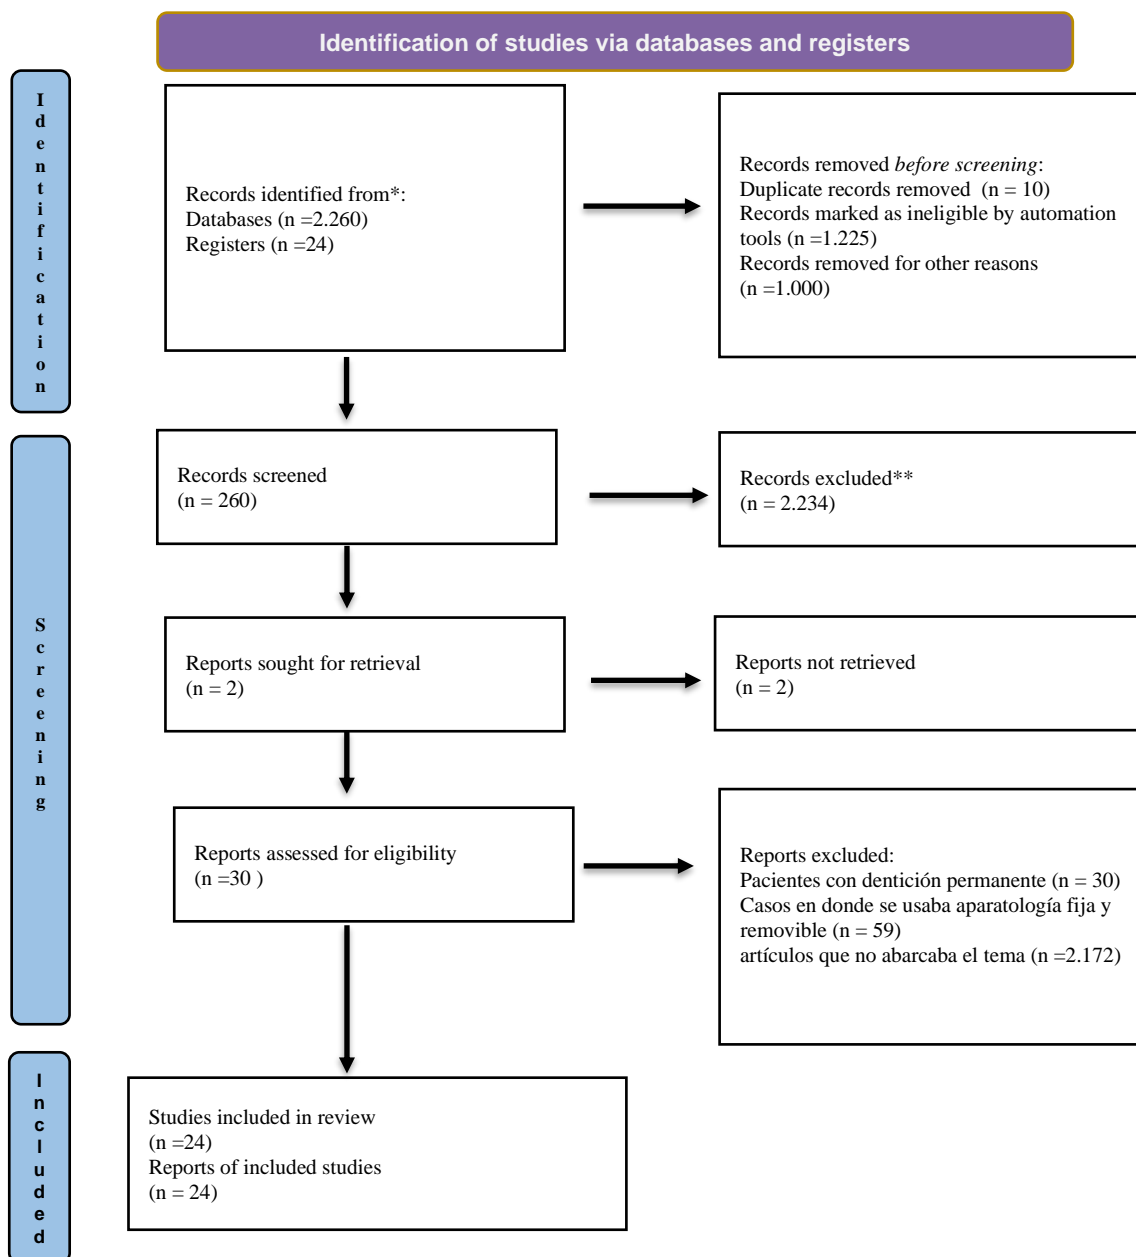 Identification of studies via databases and registers
Identification
Records identified from*:
Databases (n =2.260)
Registers (n =24)
Records removed before screening:
Duplicate records removed  (n = 10)
Records marked as ineligible by automation
tools (n =1.225)
Records removed for other reasons
(n =1.000)
Screening
Records screened
(n = 260)
Records excluded**
(n = 2.234)
Reports sought for retrieval
(n = 2)
Reports not retrieved
(n = 2)
Reports assessed for eligibility
(n =30 )
Reports excluded:
Pacientes con dentición permanente (n = 30)
Casos en donde se usaba aparatología fija y
removible (n = 59)
artículos que no abarcaba el tema (n =2.172)
Included
Studies included in review
(n =24)
Reports of included studies
(n = 24)